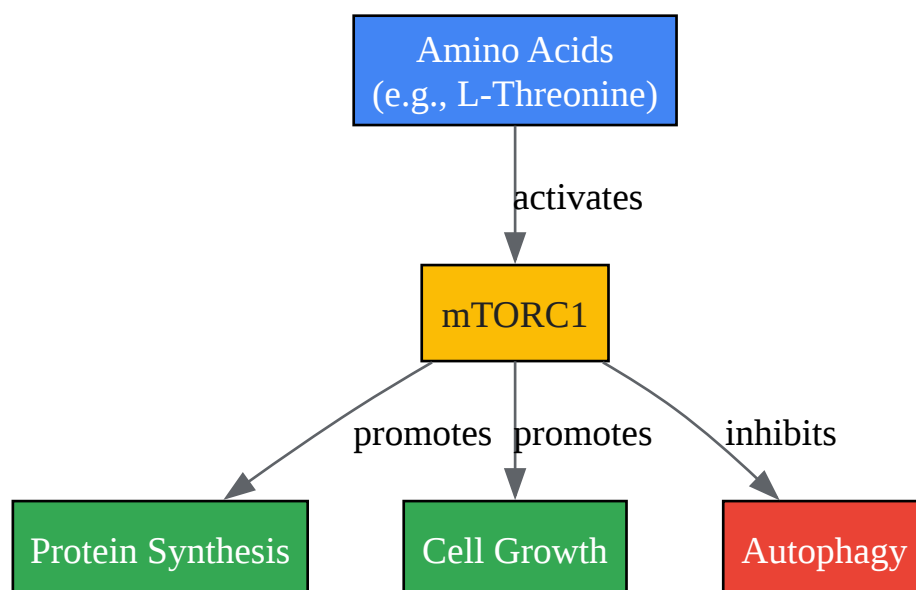 Amino Acids
(e.g., L-Threonine)
activates
mTORC1
promotes
promotes
inhibits
Protein Synthesis
Cell Growth
Autophagy